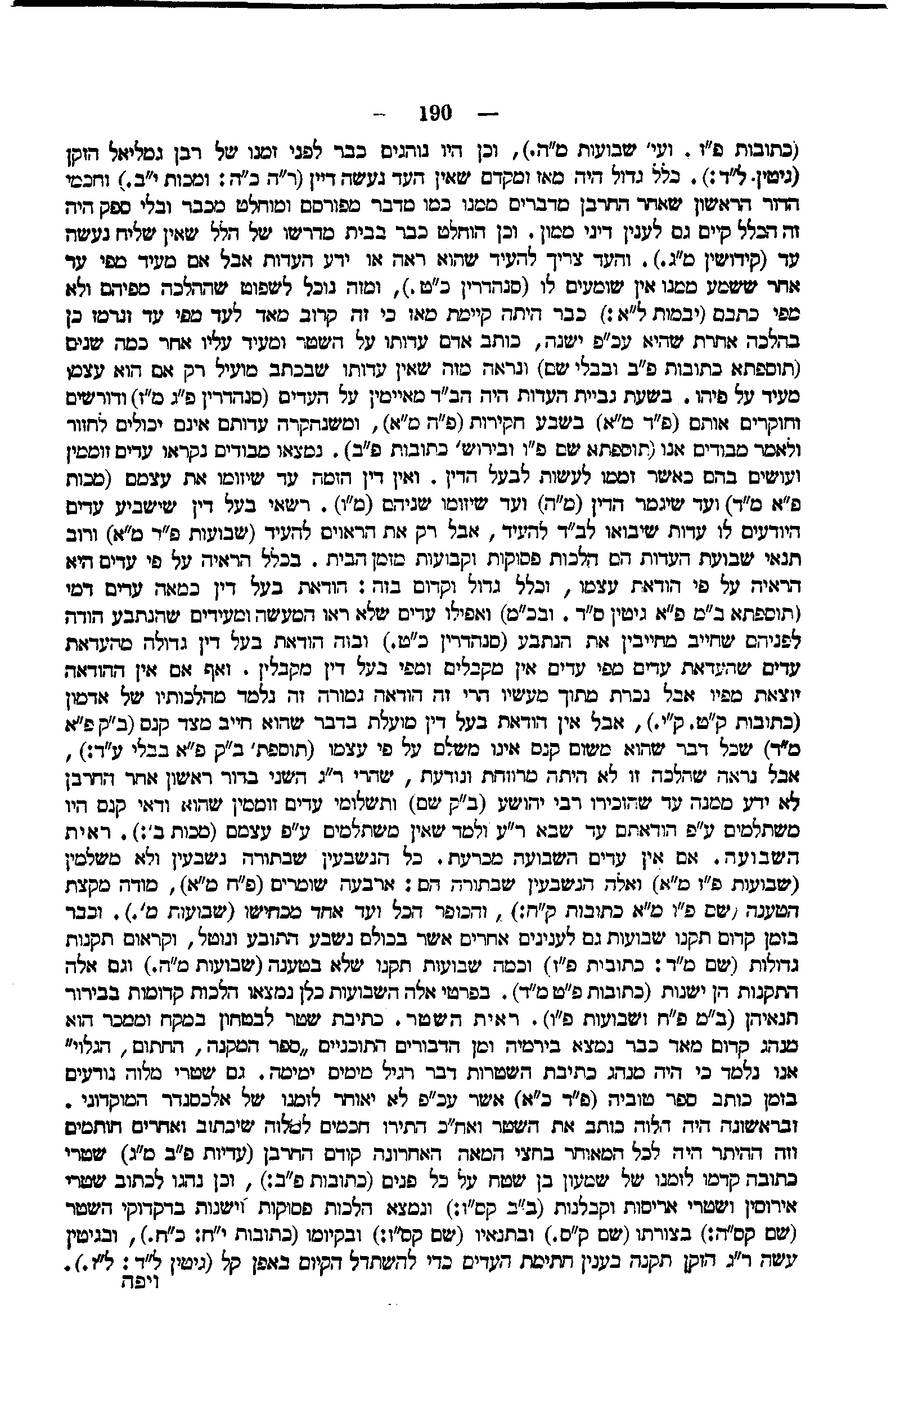 — 190 –
(כתובות פ"ז . ועי' שבועות מ"ה.), וכן היו נוהגים כבר לפני זמנו של רבן גמליאל הזקן
(גיטין ל"ד:). כלל גדול היה מאז ומקדם שאין העד נעשה דיין (ר"ה כ"ה: ומכות י"ב.) וחכמי
הדור הראשון שאחר החרבן מדברים ממנו כמו מדבר מפורסם ומוחלט מכבר ובלי ספק היה
זה הכלל קיים גם לענין דיני ממון. וכן הוחלט כבר בבית מדרשו של הלל שאין שליח נעשה
עד (קידושין מ"ג.). והעד צריך להעיד שהוא ראה או ידע העדות אבל אם מעיד מפי עד
אחר ששמע ממנו אין שומעים לו (סנהדרין כ"ט.), ומזה נוכל לשפוט שההלכה מפיהם ולא
מפי כתבם (יבמות ל"א:) כבר היתה קיימת מאז כי זה קרוב מאד לעד מפי עד ונרמז כן
בהלכה אחרת שהיא עכ"פ ישנה, כותב אדם עדותו על השטר ומעיד עליו אחר כמה שנים
(תוספתא כתובות פ"ב ובבלי שם) ונראה מזה שאין עדותו שבכתב מועיל רק אם הוא עצמו
מעיד על פיהו. בשעת גביית העדות היה הב"ד מאיימין על העדים (סנהדרין פ"ג מ"ז) ודורשים
וחוקרים אותם (פ"ד מ"א) בשבע חקירות (פ"ה מ"א), ומשנחקרה עדותם אינם יכולים לחזור
ולאמר מבודים אנו (תוספתא שם פ"ו ובירוש' כתובות פ"ב). נמצאו מבודים נקראו עדים זוממין
ועושים בהם כאשר זממו לעשות לבעל הדין. ואין דין הזמה עד שיזומו את עצמם (מכות
פ"א מ"ד) ועד שיגמר הדין (מ"ה) ועד שיזומו שניהם (מ"ו). רשאי בעל דין שישביע עדים
היודעים לו עדות שיבואו לב"ד להעיד, אבל רק את הראוים להעיד (שבועות פ"ד מ"א) ורוב
תנאי שבועת העדות הם הלכות פסוקות וקבועות מזמן הבית. בכלל הראיה על פי עדים היא
הראיה על פי הודאת עצמו, וכלל גדול וקדום בזה: הודאת בעל דין כמאה עדים דמי
(תוספתא ב"מ פ"א גיטין ס"ד. ובכ"מ) ואפילו עדים שלא ראו המעשה ומעידים שהנתבע הודה
לפניהם שחייב מחייבין את הנתבע (סנהדרין כ"ט.) ובזה הודאת בעל דין גדולה מהעדאת
עדים שהעדאת עדים מפי עדים אין מקבלים ומפי בעל דין מקבלין. ואף אם אין ההודאה
יוצאת מפיו אבל נכרת מתוך מעשיו הרי זה הודאה גמורה זה נלמד מהלכותיו של אדמון
(כתובות ק"ט. ק"י.), אבל אין הודאת בעל דין מועלת בדבר שהוא חייב מצד קנס (ב"ק פ"א
מ"ד) שכל דבר שהוא משום קנס אינו משלם על פי עצמו (תוספת' ב"ק פ"א בבלי ע"ד:),
אבל נראה שהלכה זו לא היתה מרווחת ונודעת, שהרי ר"ג השני בדור ראשון אחר החרבן
לא ידע ממנה עד שהזכירו רבי יהושע (ב"ק שם) ותשלומי עדים זוממין שהוא ודאי קנס היו
משתלמים ע"פ הודאתם עד שבא ר"ע ולמד שאין משתלמים ע"פ עצמם (מכות ב':). ראית
השבועה. אם אין עדים השבועה מכרעת. כל הנשבעין שבתורה נשבעין ולא משלמין
(שבועות פ"ז מ"א) ואלה הנשבעין שבתורה הם: ארבעה שומרים (פ"ח מ"א), מודה מקצת
הטענה (שם פ"ו מ"א כתובות ק"ח:), והכופר הכל ועד אחד מכחישו (שבועות מ'.). וכבר
בזמן קדום תקנו שבועות גם לענינים אחרים אשר בכולם נשבע התובע ונוטל, וקראום תקנות
גדולות (שם מ"ד: כתובית פ"ז) וכמה שבועות תקנו שלא בטענה (שבועות מ"ה.) וגם אלה
התקנות הן ישנות (כתובות פ"ט מ"ד). בפרטי אלה השבועות כלן נמצאו הלכות קדומות בבירור
תנאיהן (ב"מ פ"ח ושבועות פ"ו). ראית השטר. כתיבת שטר לבטחון במקח וממכר הוא
מנהג קדום מאד כבר נמצא בירמיה ומן הדבורים התוכניים „ספר המקנה, החתום, הגלוי"
אנו נלמד כי היה מנהג כתיבת השטרות דבר רגיל מימים ימימה. גם שטרי מלוה נודעים
בזמן כותב ספר טוביה (פ"ד כ"א) אשר עכ"פ לא יאוחר לזמנו של אלכסנדר המוקדוני.
ובראשונה היה הלוה כותב את השטר ואח"כ התירו חכמים למלוה שיכתוב ואחרים חותמים
וזה ההיתר היה לכל המאוחר בחצי המאה האחרונה קודם החרבן (עדיות פ"ב מ"ג) שטרי
כתובה קדמו לזמנו של שמעון בן שטח על כל פנים (כתובות פ"ב:), וכן נהגו לכתוב שטרי
אירוסין ושטרי אריסות וקבלנות (ב"ב קס"ו:) ונמצא הלכות פסוקות וישנות בדקדוקי השטר
(שם קס"ה:) בצורתו (שם ק"ס.) ובתנאיו (שם קס"ו:) ובקיומו (כתובות י"ח: כ"ח.), ובגיטין
עשה ר"ג הזקן תקנה בענין חתימת העדים כדי להשתדל הקיום באפן קל (גיטין ל"ד: ל"ו.).
ויפה